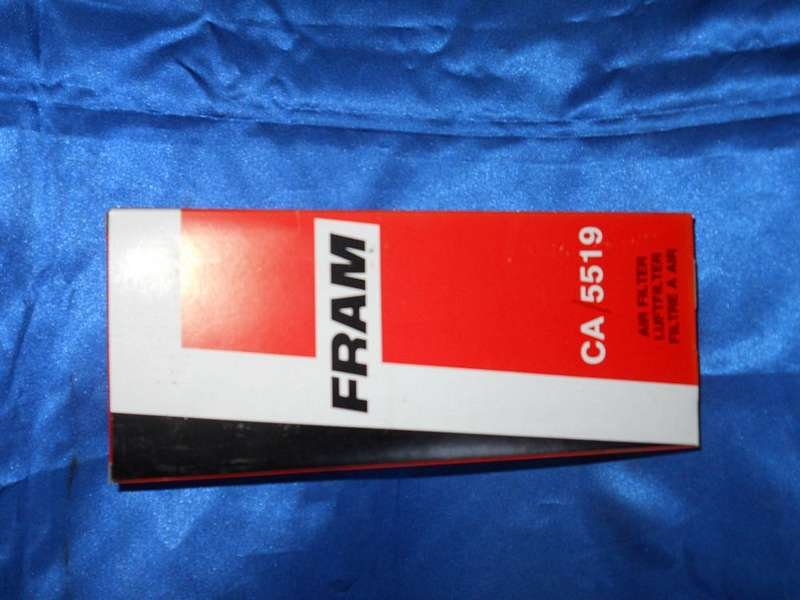 FRAM
CA 5519
AIR FILTER
LUFTFILTER
FILTRE A AIR